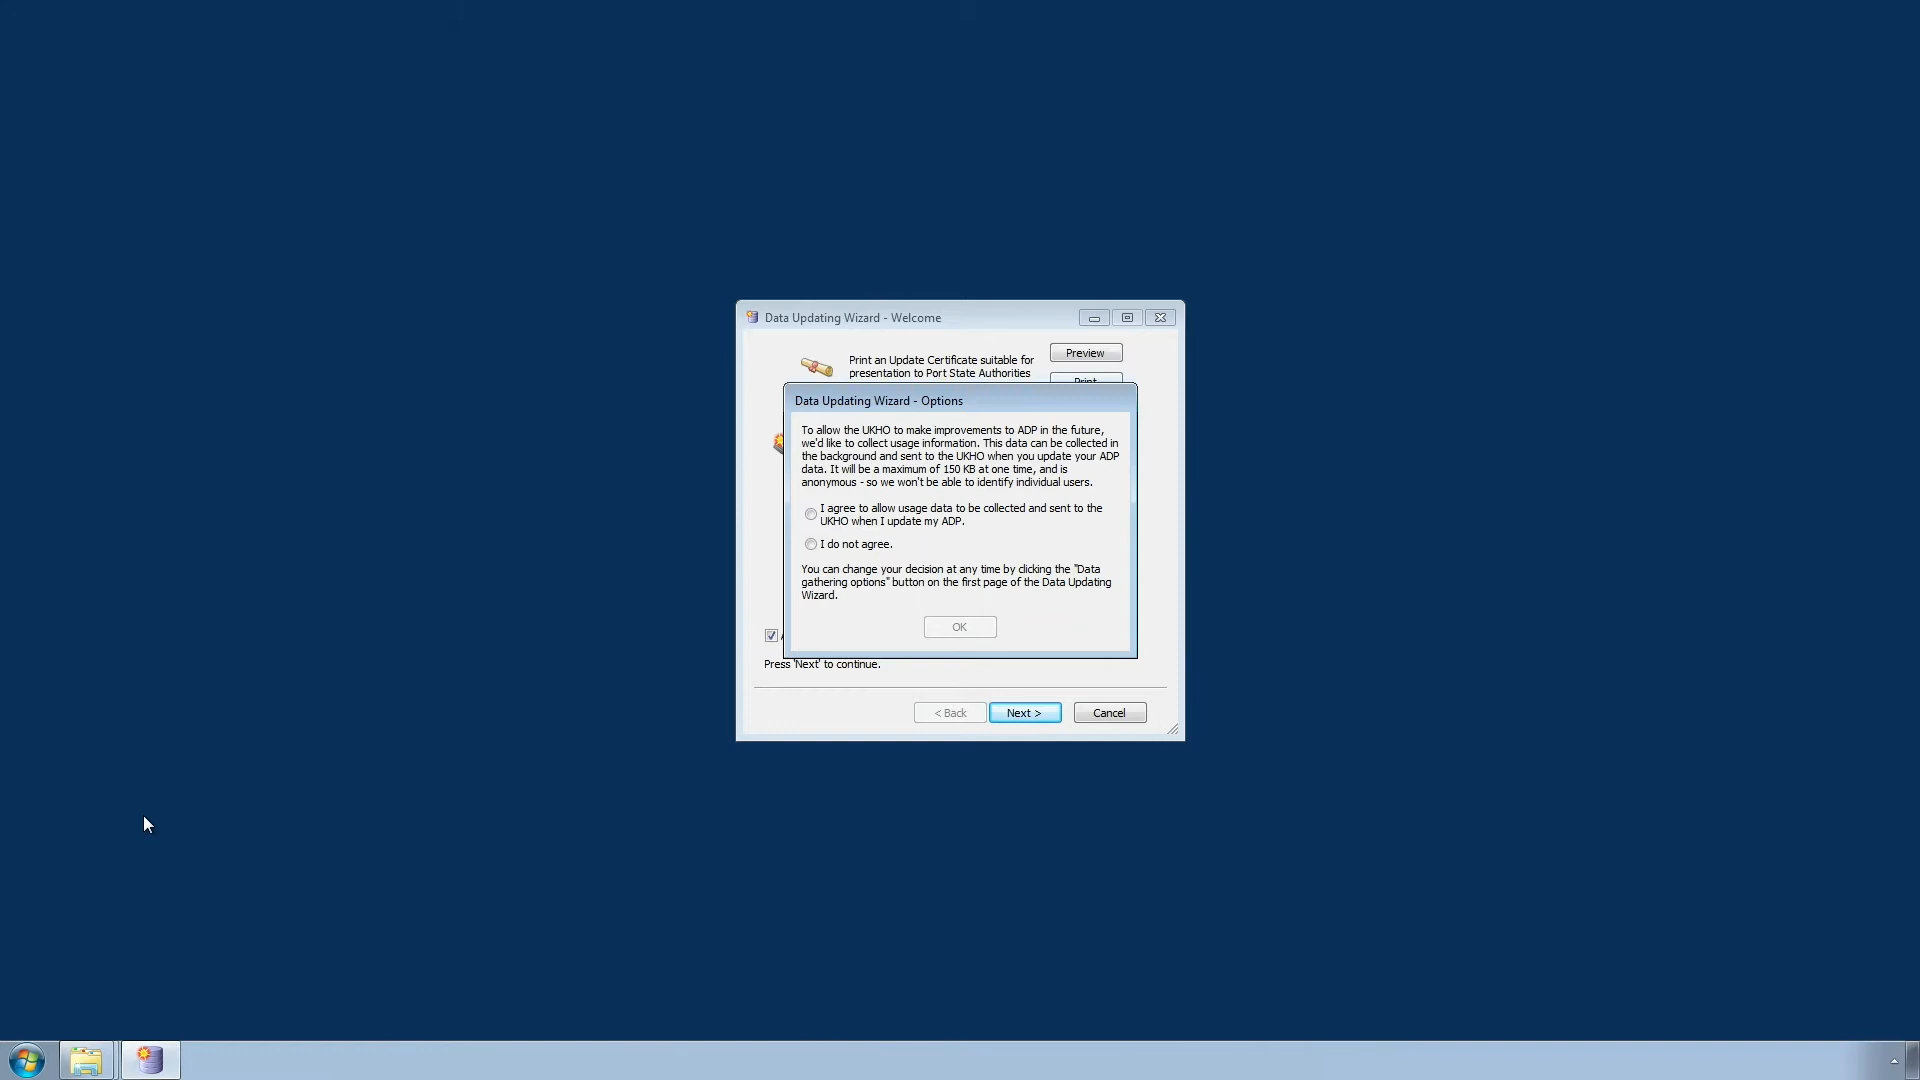 Data Updating Wizard - Welcome
Print an Update Certificate suitable for
presentation to Port State Authorities
Preview
Print
Data Updating Wizard - Options
To allow the UKHO to make improvements to ADP in the future,
we'd like to collect usage information. This data can be collected in
the background and sent to the UKHO when you update your ADP
data. It will be a maximum of 150 KB at one time, and is
anonymous - so we won't be able to identify individual users.
I agree to allow usage data to be collected and sent to the
UKHO when I update my ADP.
I do not agree.
You can change your decision at any time by clicking the "Data
gathering options" button on the first page of the Data Updating
Wizard.
OK
Press 'Next' to continue.
< Back
Next >
Cancel